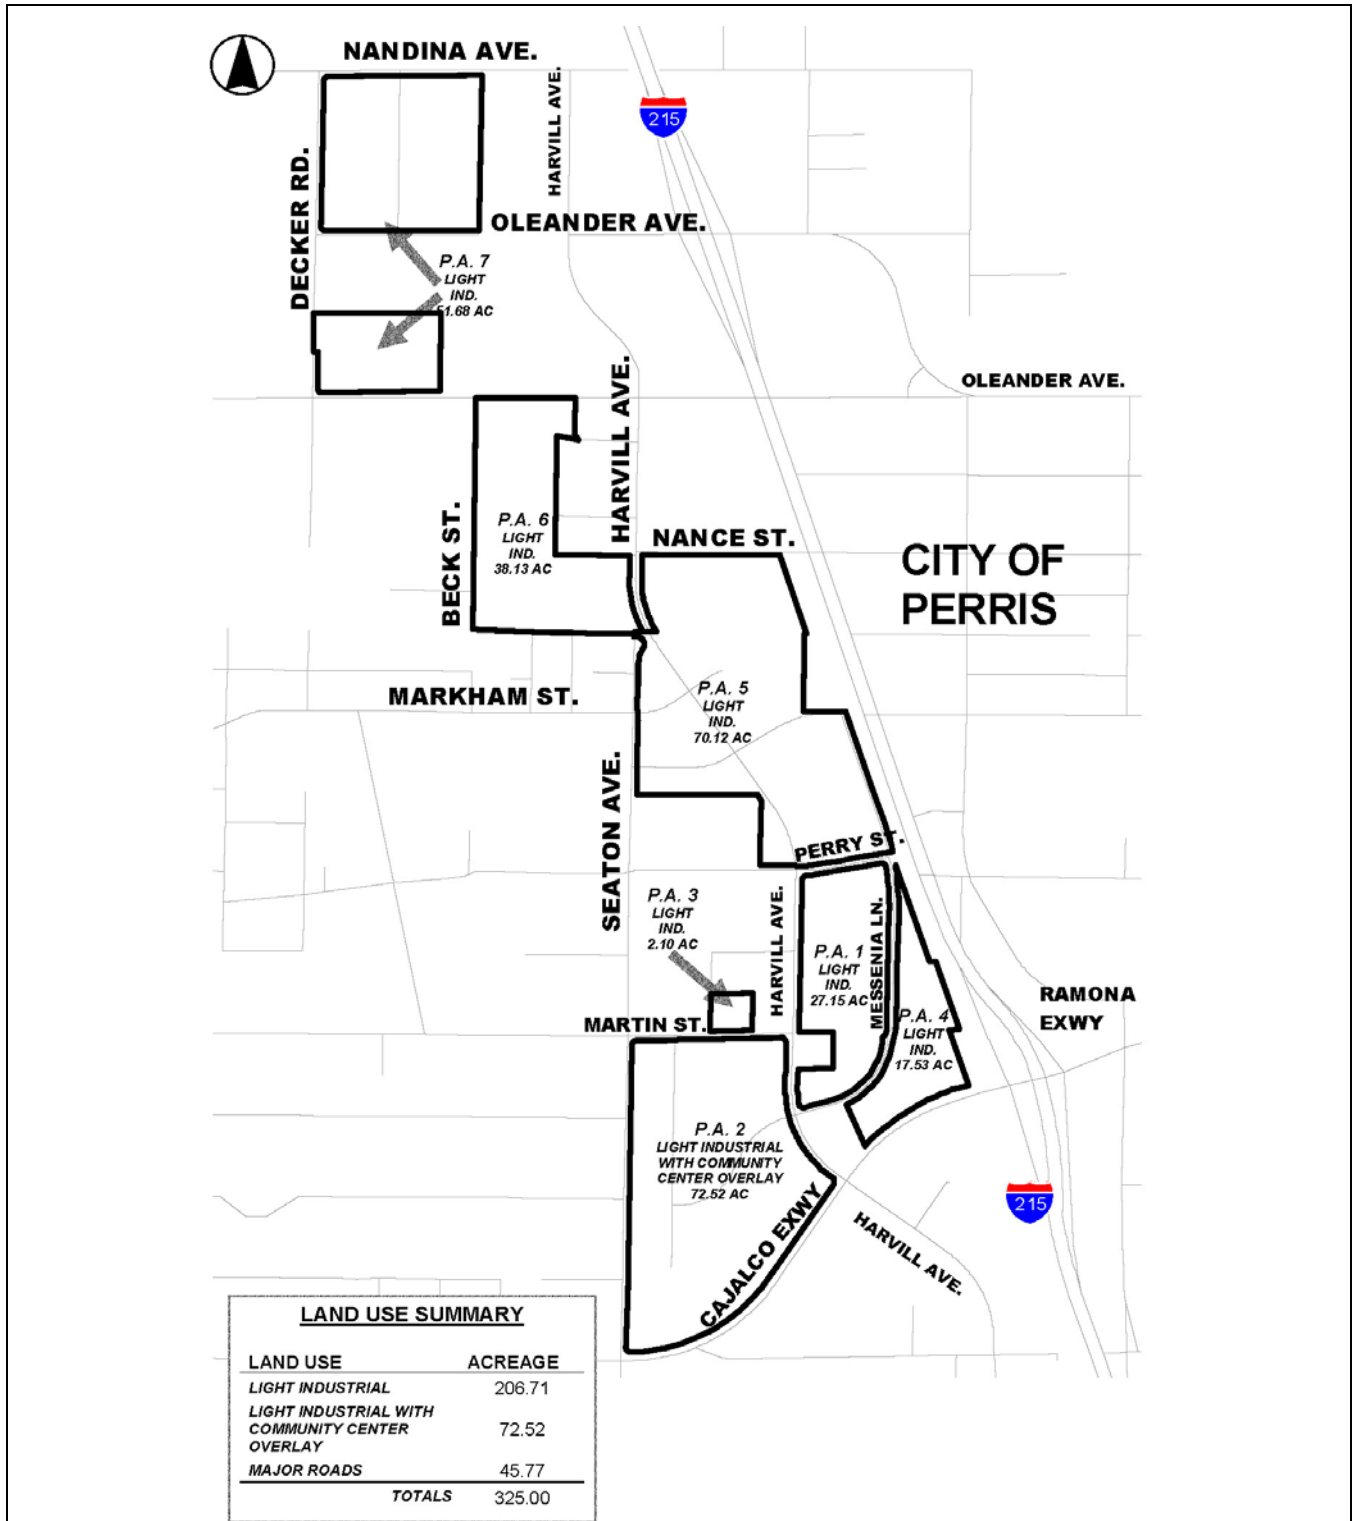 NANDINA AVE.
HARVILL AVE.
215
DECKER RD.
OLEANDER AVE.
P.A. 7
LIGHT
IND.
51.68 AC
HARVILL AVE.
OLEANDER AVE.
BECK ST.
P.A. 6
LIGHT
IND.
38.13 AC
NANCE ST.
CITY OF
PERRIS
MARKHAM ST.
P.A. 5
LIGHT
IND.
70.12 AC
SEATON AVE.
PERRY ST.
P.A. 3
LIGHT
IND.
2.10 AC
HARVILL AVE.
P.A. 1
LIGHT
IND.
27.15 AC
MESSENIA LN.
RAMONA
EXWY
MARTIN ST.
P.A. 4
LIGHT
IND.
17.53 AC
P.A. 2
LIGHT INDUSTRIAL
WITH COMMUNITY
CENTER OVERLAY
72.52 AC
CAJALCO EXWY
HARVILL AVE.
215
LAND USE SUMMARY
LAND USE ACREAGE
LIGHT INDUSTRIAL 206.71
LIGHT INDUSTRIAL WITH
COMMUNITY CENTER 72.52
OVERLAY
MAJOR ROADS 45.77
TOTALS 325.00